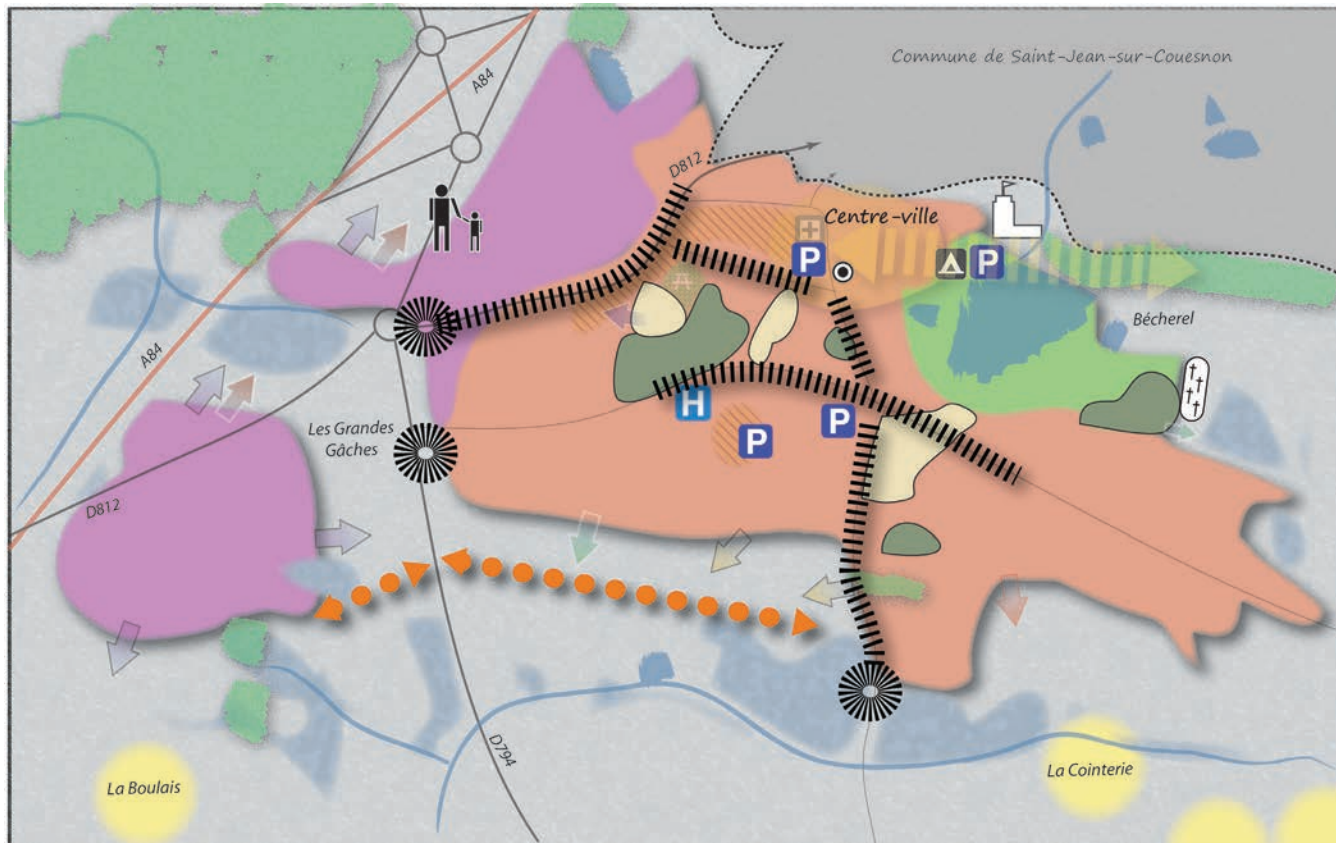 Commune de Saint-Jean-sur-Couesnon
A84
A84
D812
Centre-ville
P
P
Bécherel
H
P
P
Les Grandes
Gâches
D812
D794
La Boulais
La Cointerie